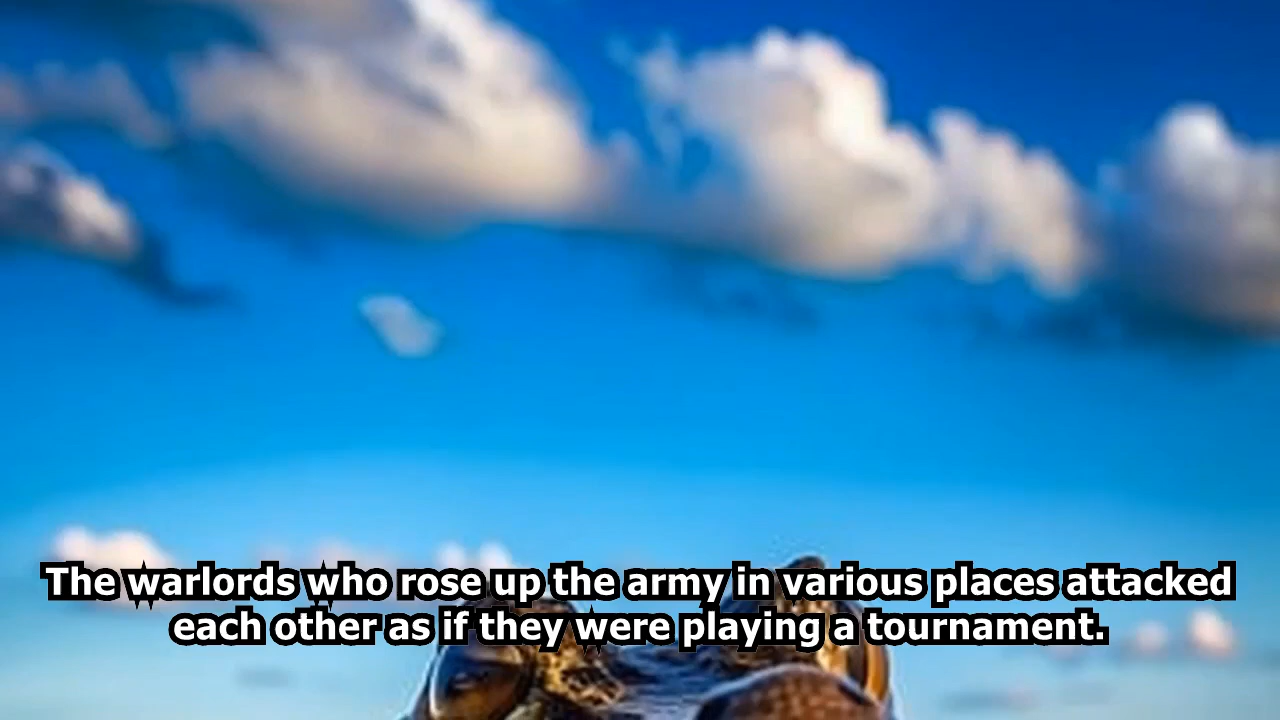 The warlords who rose up the army in various places attacked
each other as if they were playing a tournament.